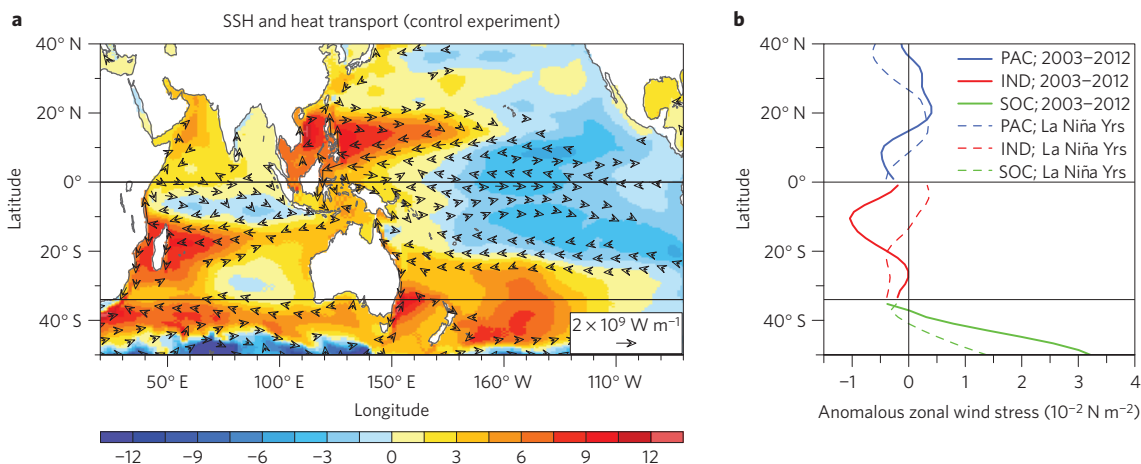 a
SSH and heat transport (control experiment)
40° N
20° N
0°
20° S
40° S
Latitude
2 × 10⁹ W m⁻¹
50° E
100° E
150° E
160° W
110° W
Longitude
−12
−9
−6
−3
0
3
6
9
12
b
40° N
20° N
0°
20° S
40° S
Latitude
PAC; 2003–2012
IND; 2003–2012
SOC; 2003–2012
PAC; La Niña Yrs
IND; La Niña Yrs
SOC; La Niña Yrs
−1
0
1
2
3
4
Anomalous zonal wind stress (10⁻² N m⁻²)